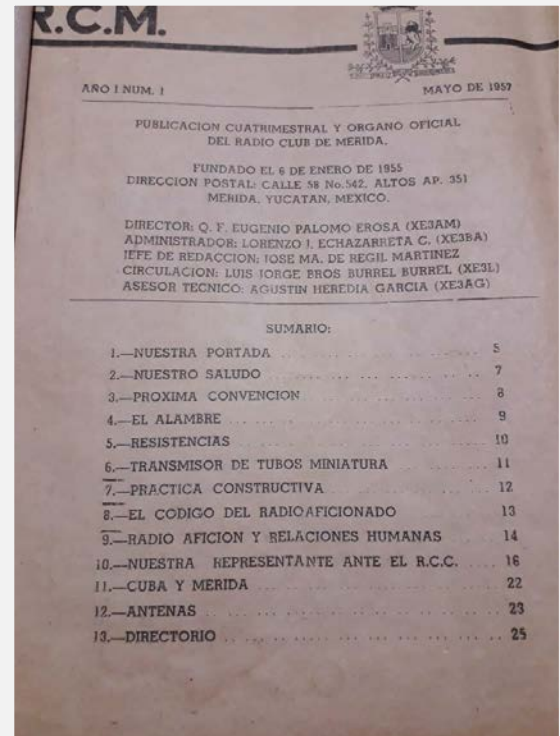 R.C.M.
AÑO I NUM. 1 MAYO DE 1957
PUBLICACION CUATRIMESTRAL Y ORGANO OFICIAL
DEL RADIO CLUB DE MERIDA.
FUNDADO EL 6 DE ENERO DE 1955
DIRECCION POSTAL: CALLE 58 No.542. ALTOS AP. 351
MERIDA, YUCATAN, MEXICO.
DIRECTOR: Q. F. EUGENIO PALOMO EROSA (XE3AM)
ADMINISTRADOR: LORENZO J. ECHAZARRETA C. (XE3BA)
JEFE DE REDACCION: JOSE MA. DE REGIL MARTINEZ
CIRCULACION: LUIS JORGE BROS BURREL BURREL (XE3L)
ASESOR TECNICO: AGUSTIN HEREDIA GARCIA (XE3AG)
SUMARIO:
1.—NUESTRA PORTADA 5
2.—NUESTRO SALUDO 7
3.—PROXIMA CONVENCION 8
4.—EL ALAMBRE 9
5.—RESISTENCIAS 10
6.—TRANSMISOR DE TUBOS MINIATURA 11
7.—PRACTICA CONSTRUCTIVA 12
8.—EL CODIGO DEL RADIOAFICIONADO 13
9.—RADIO AFICION Y RELACIONES HUMANAS 14
10.—NUESTRA REPRESENTANTE ANTE EL R.C.C. 16
11.—CUBA Y MERIDA 22
12.—ANTENAS 23
13.—DIRECTORIO 25